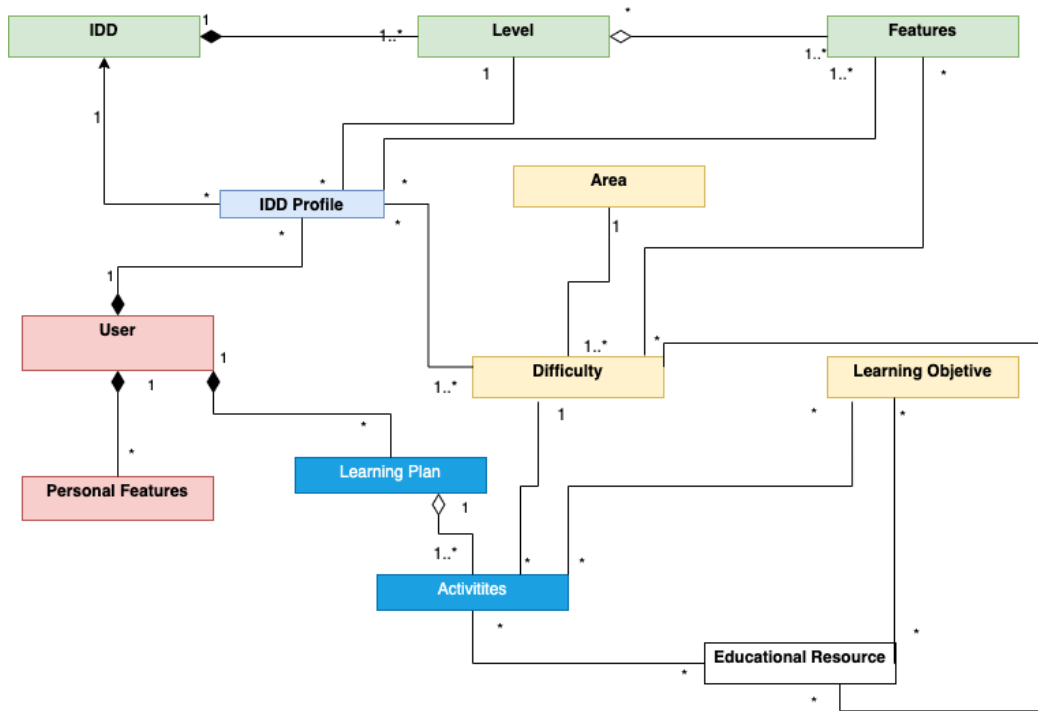 IDD
1
1..*
Level
*
1..*
Features
1
1..*
*
1
*
*
*
IDD Profile
*
*
Area
1
1
User
1
1
*
1..*
*
1..*
Difficulty
Learning Objetive
1
*
*
*
Personal Features
*
Learning Plan
1
1..*
*
*
Activitites
*
*
Educational Resource
*
*